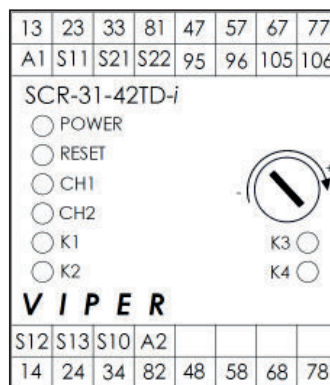 13 23 33 81 47 57 67 77
A1 S11 S21 S22 95 96 105 106
SCR-31-42TD-i
POWER
RESET
CH1
CH2
- +
K1 K3
K2 K4
VIPER
S12 S13 S10 A2
14 24 34 82 48 58 68 78